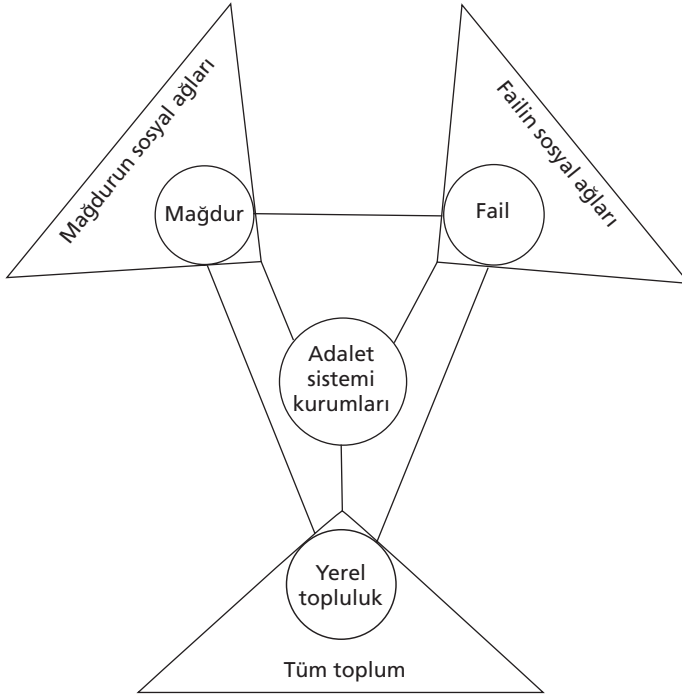 Mağdurun sosyal ağları
Failin sosyal ağları
Mağdur
Fail
Adalet
sistemi
kurumları
Yerel
topluluk
Tüm toplum